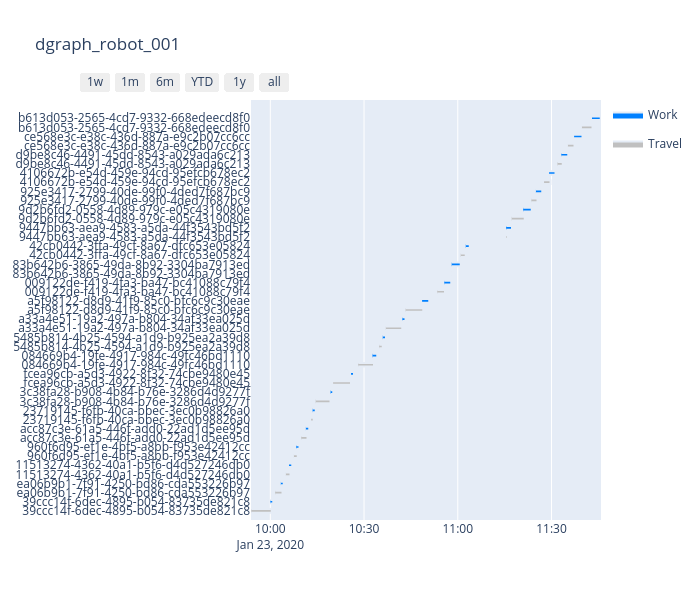 dgraph_robot_001
1w 1m 6m YTD 1y all
Work
Travel
b613d053-2565-4cd7-9332-668edeecd8f0
b613d053-2565-4cd7-9332-668edeecd8f0
ce568e3c-e38c-436d-887a-e9c2b07cc6cc
ce568e3c-e38c-436d-887a-e9c2b07cc6cc
d9be8c46-4491-45dd-8543-a029ada6c213
d9be8c46-4491-45dd-8543-a029ada6c213
4106672b-e54d-459e-94cd-95efcb678ec2
4106672b-e54d-459e-94cd-95efcb678ec2
925e3417-2799-40de-99f0-4ded7f687bc9
925e3417-2799-40de-99f0-4ded7f687bc9
9d2b6fd2-0558-4d89-979c-e05c4319080e
9d2b6fd2-0558-4d89-979c-e05c4319080e
9447bb63-aea9-4583-a5da-44f3543bd5f2
9447bb63-aea9-4583-a5da-44f3543bd5f2
42cb0442-3ffa-49cf-8a67-dfc653e05824
42cb0442-3ffa-49cf-8a67-dfc653e05824
83b642b6-3865-49da-8b92-3304ba7913ed
83b642b6-3865-49da-8b92-3304ba7913ed
009122de-f419-4fa3-ba47-bc41088c79f4
009122de-f419-4fa3-ba47-bc41088c79f4
a5f98122-d8d9-41f9-85c0-bfc6c9c30eae
a5f98122-d8d9-41f9-85c0-bfc6c9c30eae
a33a4e51-19a2-497a-b804-34af33ea025d
a33a4e51-19a2-497a-b804-34af33ea025d
5485b814-4b25-4594-a1d9-b925ea2a39d8
5485b814-4b25-4594-a1d9-b925ea2a39d8
084669b4-19fe-4917-984c-49fc46bd1110
084669b4-19fe-4917-984c-49fc46bd1110
fcea96cb-a5d3-4922-8f32-74cbe9480e45
fcea96cb-a5d3-4922-8f32-74cbe9480e45
3c38fa28-b908-4b84-b76e-3286d4d9277f
3c38fa28-b908-4b84-b76e-3286d4d9277f
23719145-f6fb-40ca-bbec-3ec0b98826a0
23719145-f6fb-40ca-bbec-3ec0b98826a0
acc87c3e-61a5-446f-add0-22ad1d5ee95d
acc87c3e-61a5-446f-add0-22ad1d5ee95d
960f6d95-ef1e-4bf5-a8bb-f953e42412cc
960f6d95-ef1e-4bf5-a8bb-f953e42412cc
11513274-4362-40a1-b5f6-d4d527246db0
11513274-4362-40a1-b5f6-d4d527246db0
ea06b9b1-7f91-4250-bd86-cda553226b97
ea06b9b1-7f91-4250-bd86-cda553226b97
39ccc14f-6dec-4895-b054-83735de821c8
39ccc14f-6dec-4895-b054-83735de821c8
10:00 10:30 11:00 11:30
Jan 23, 2020